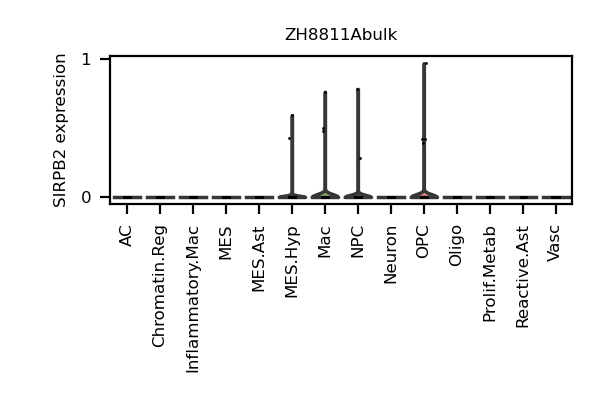 ZH8811Abulk
SIRPB2 expression
1
0
AC
Chromatin.Reg
Inflammatory.Mac
MES
MES.Ast
MES.Hyp
Mac
NPC
Neuron
OPC
Oligo
Prolif.Metab
Reactive.Ast
Vasc